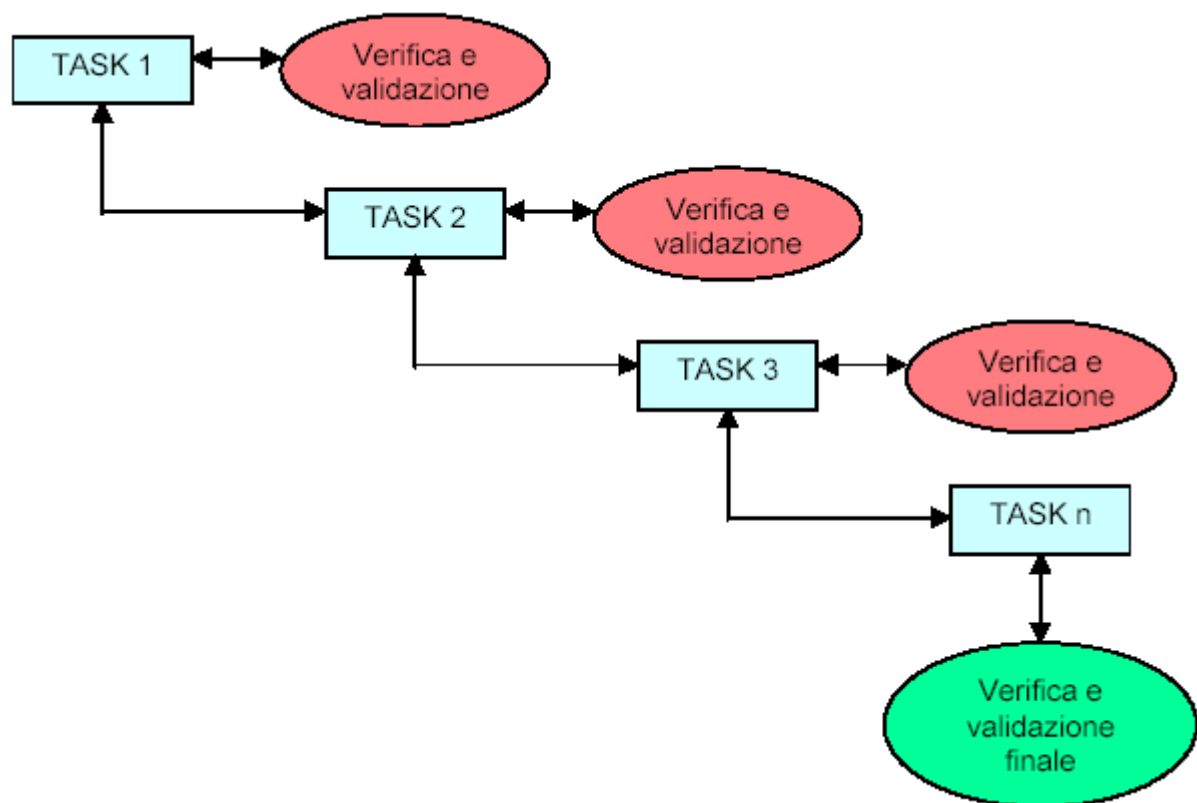 TASK 1
Verifica e
validazione
TASK 2
Verifica e
validazione
TASK 3
Verifica e
validazione
TASK n
Verifica e
validazione
finale